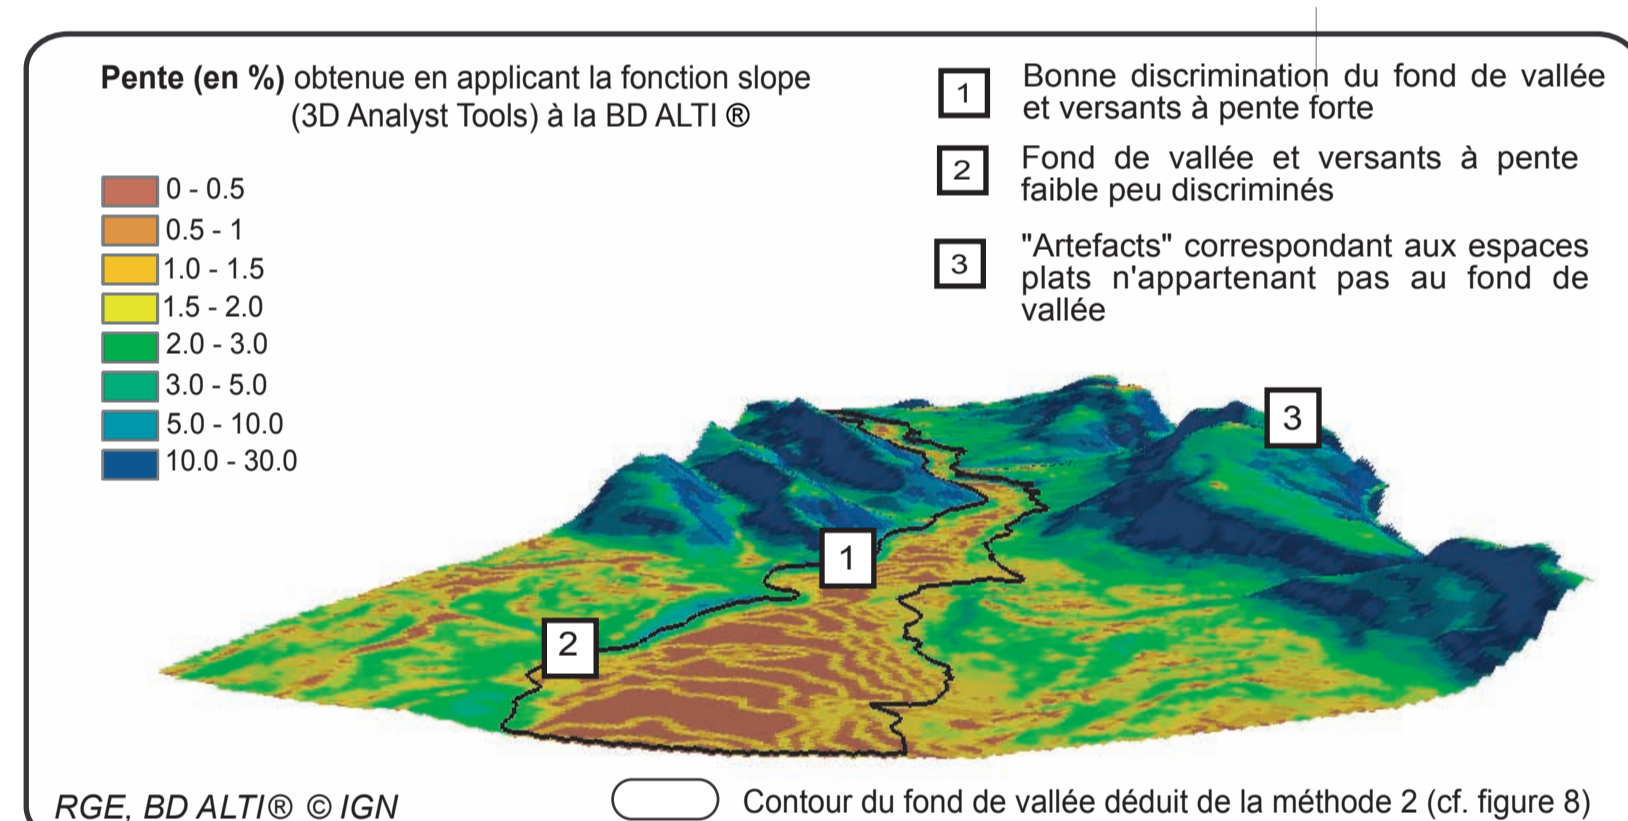 Pente (en %) obtenue en applicant la fonction slope
(3D Analyst Tools) à la BD ALTI ®
0 - 0.5
0.5 - 1
1.0 - 1.5
1.5 - 2.0
2.0 - 3.0
3.0 - 5.0
5.0 - 10.0
10.0 - 30.0
1
Bonne discrimination du fond de vallée
et versants à pente forte
2
Fond de vallée et versants à pente
faible peu discriminés
3
"Artefacts" correspondant aux espaces
plats n'appartenant pas au fond de
vallée
3
1
2
RGE, BD ALTI® © IGN
Contour du fond de vallée déduit de la méthode 2 (cf. figure 8)